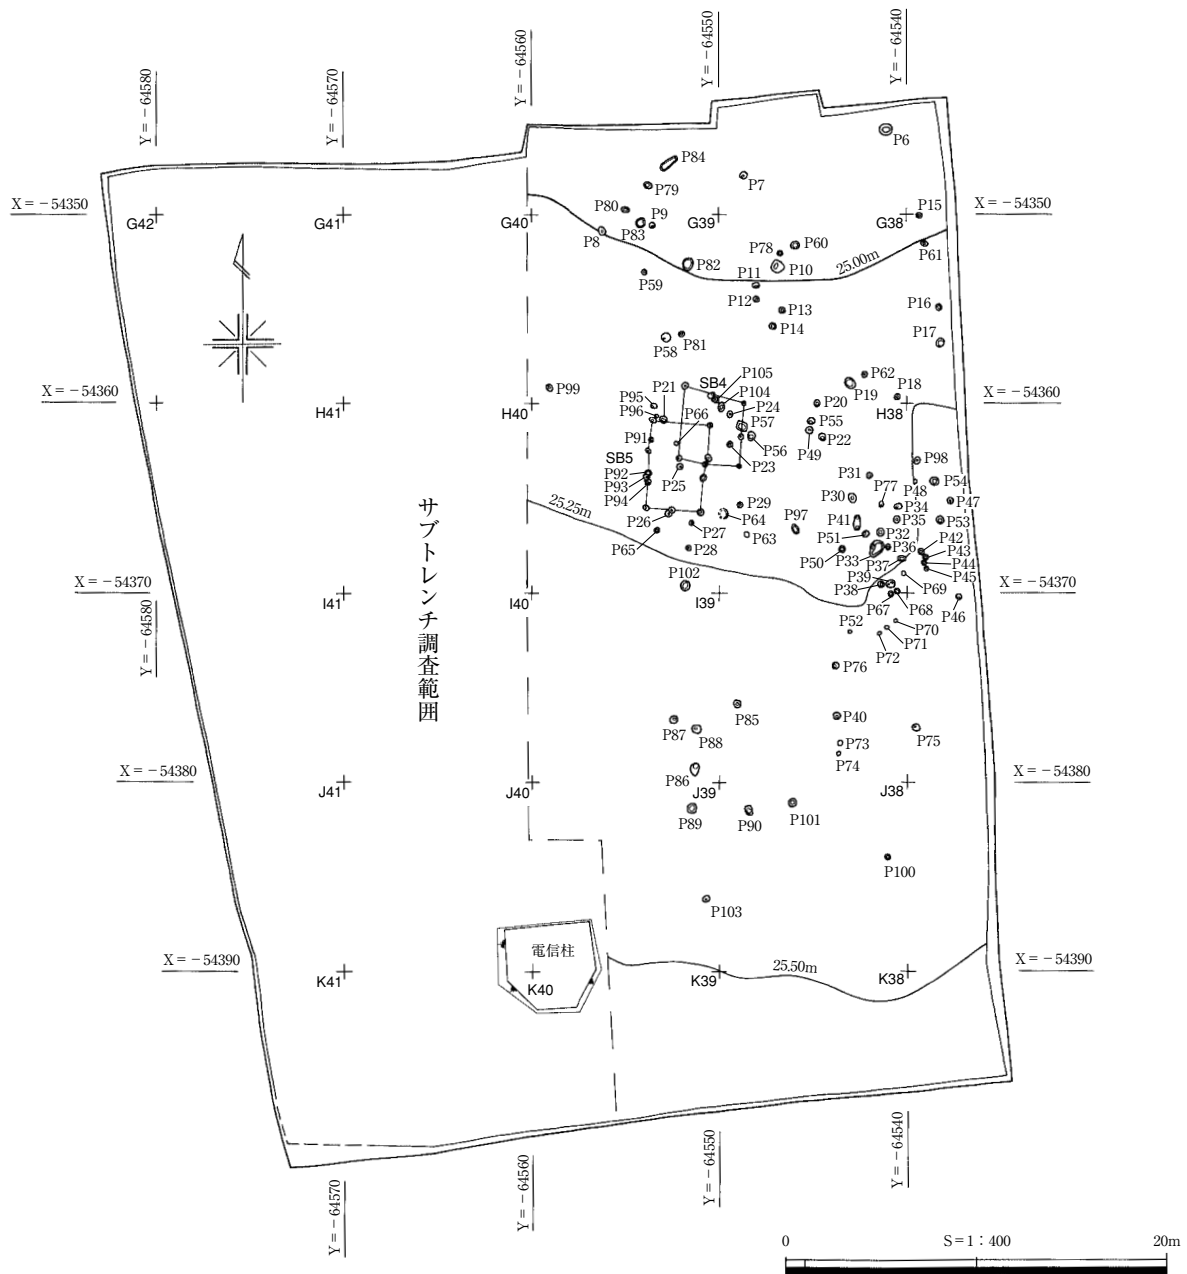 Y=−64540
Y=−64550
Y=−64560
Y=−64580
Y=−64570
P6
P84
P7
P79
X=−54350
X=−54350
P80
P9
P15
G42
G41
G40
P83
G39
G38
P8
P60
P78
P61
P82
P10
25.00m
P59
P11
P12
P13
P16
P14
P17
P58
P81
P62
P105
SB4
P104
P19
P18
X=−54360
X=−54360
P99
P95
P21
P24
P20
H41
H40
P96
P66
P57
P55
H38
P91
P56
P49
P22
SB5
P23
P98
P92
P25
P31
P54
P93
P77
P48
P94
P30
P34
P47
25.25m
P29
P97
P41
P35
P53
P26
P64
P51
P32
P42
P65
P27
P63
P36
P43
P28
P50
P33
P37
P44
P102
P39
P69
P45
X=−54370
X=−54370
P38
I41
I40
I39
P67
P68
P46
Y=−64580
P52
P70
P71
P72
P76
サブトレンチ調査範囲
P85
P40
P87
P88
P73
P75
P74
X=−54380
X=−54380
P86
J41
J40
J39
J38
P89
P90
P101
P100
P103
電信柱
X=−54390
X=−54390
25.50m
K41
K40
K39
K38
Y=−64540
Y=−64550
Y=−64560
Y=−64570
0
S=1:400
20m